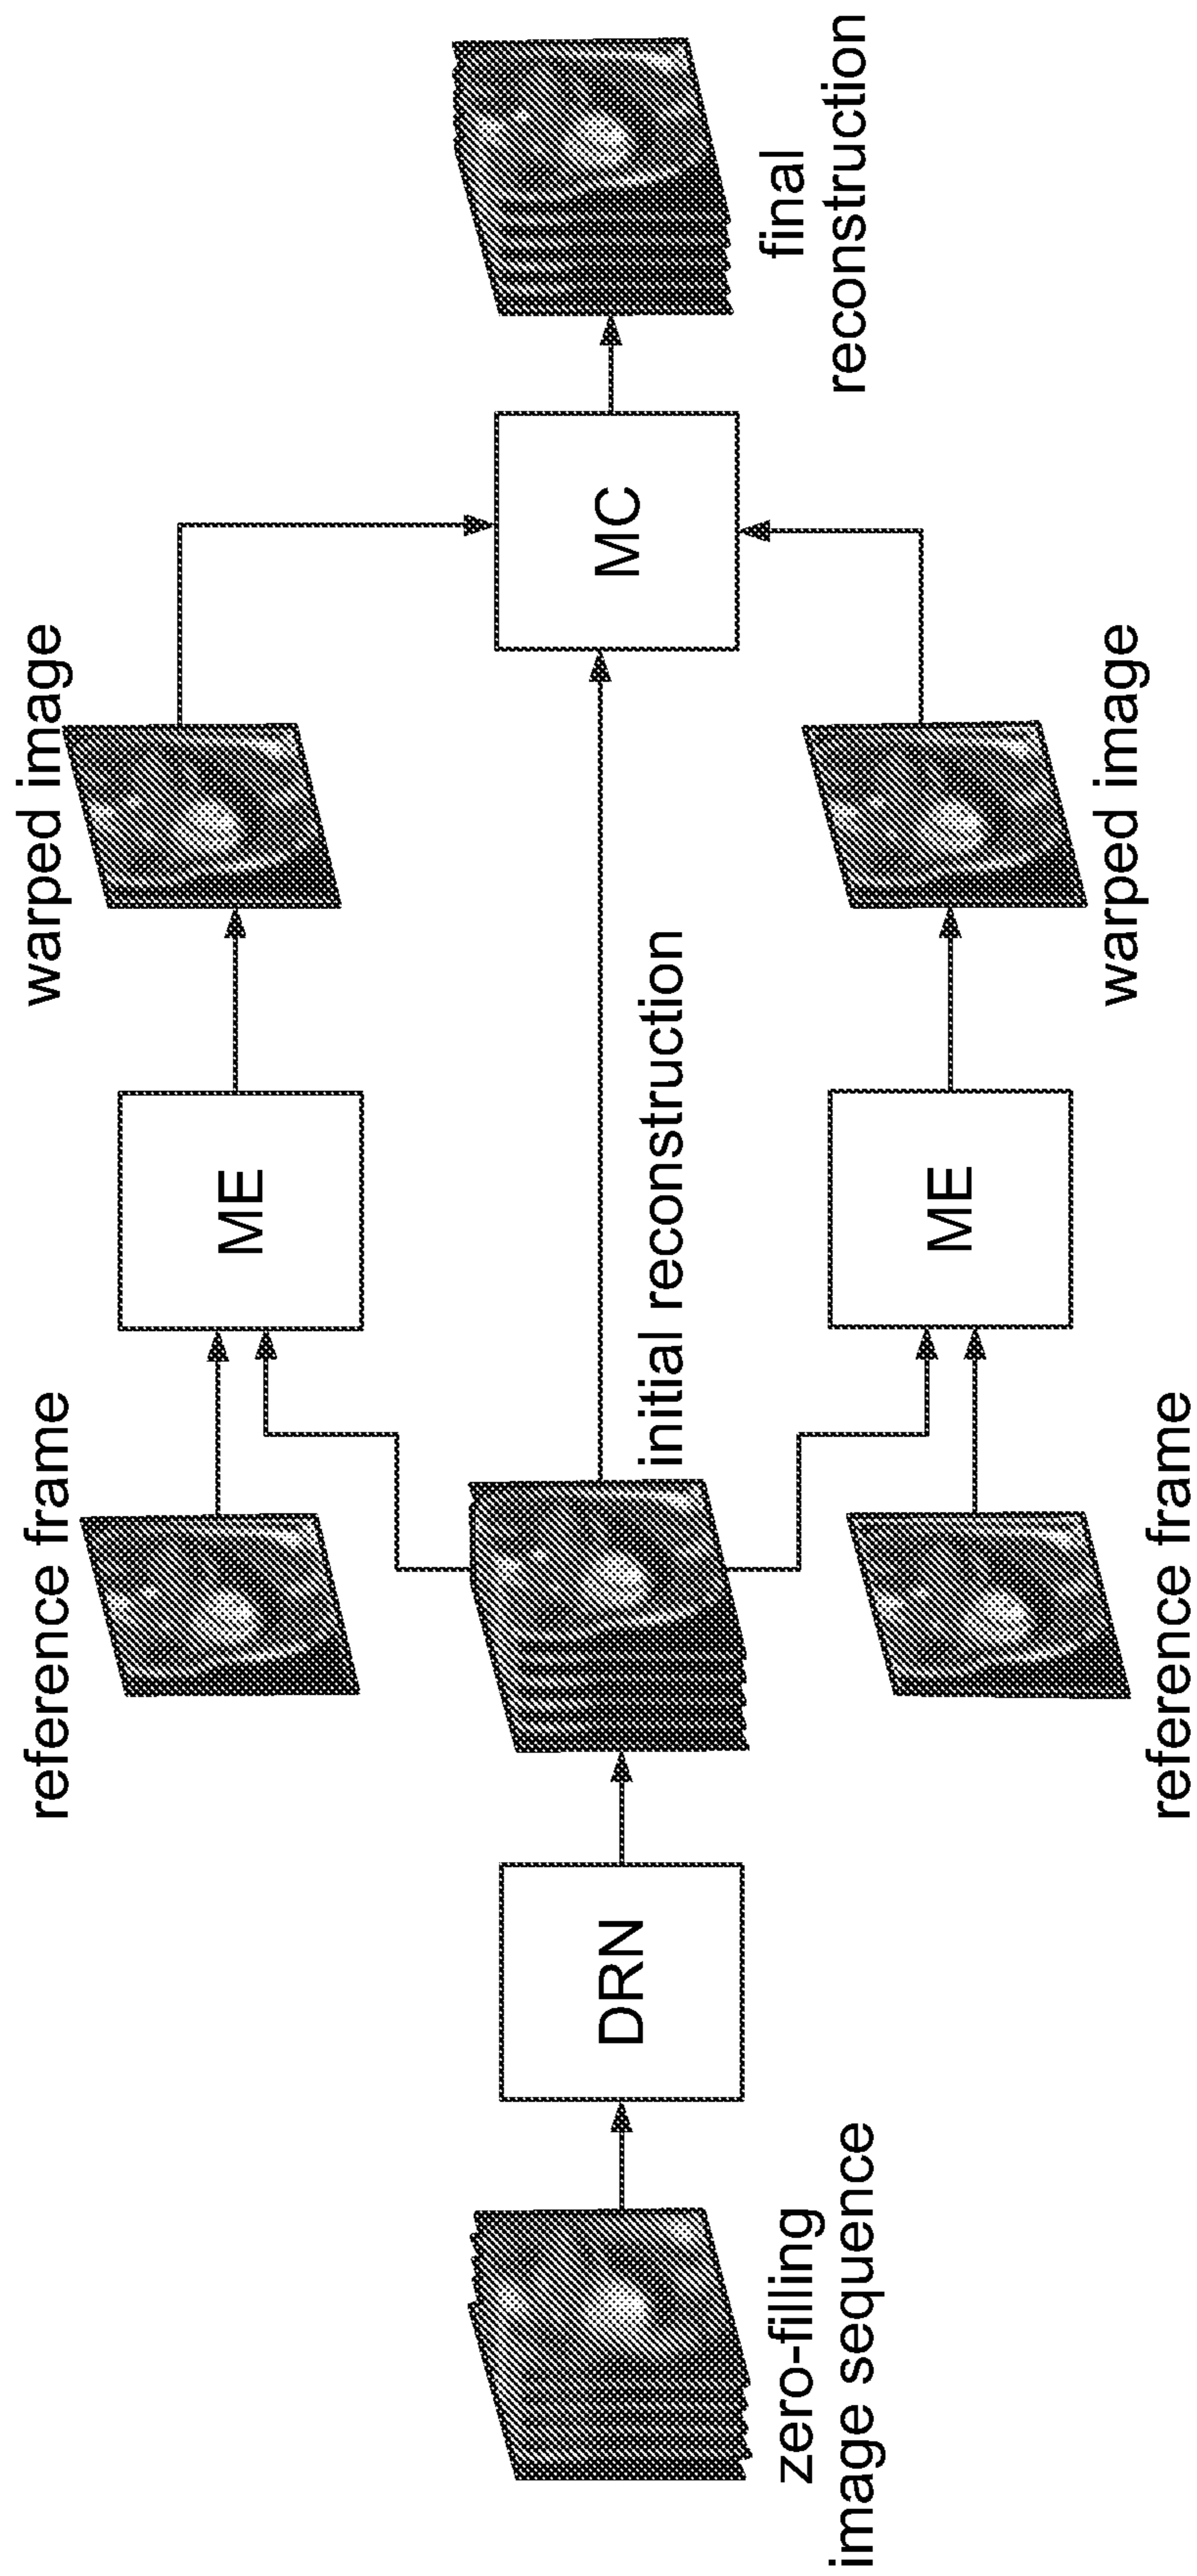 zero-filling
image sequence
DRN
reference frame
initial reconstruction
reference frame
ME
ME
warped image
warped image
MC
final
reconstruction